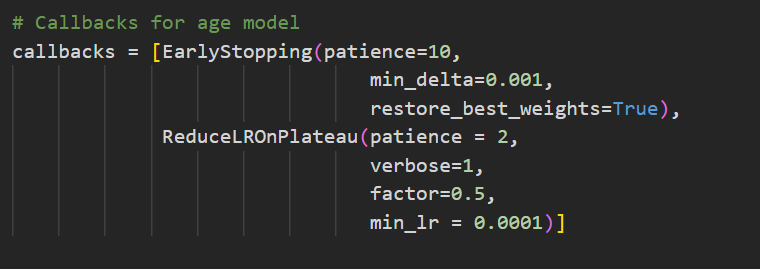 # Callbacks for age model
callbacks = [EarlyStopping(patience=10,
min_delta=0.001,
restore_best_weights=True),
ReduceLROnPlateau(patience = 2,
verbose=1,
factor=0.5,
min_lr = 0.0001)]